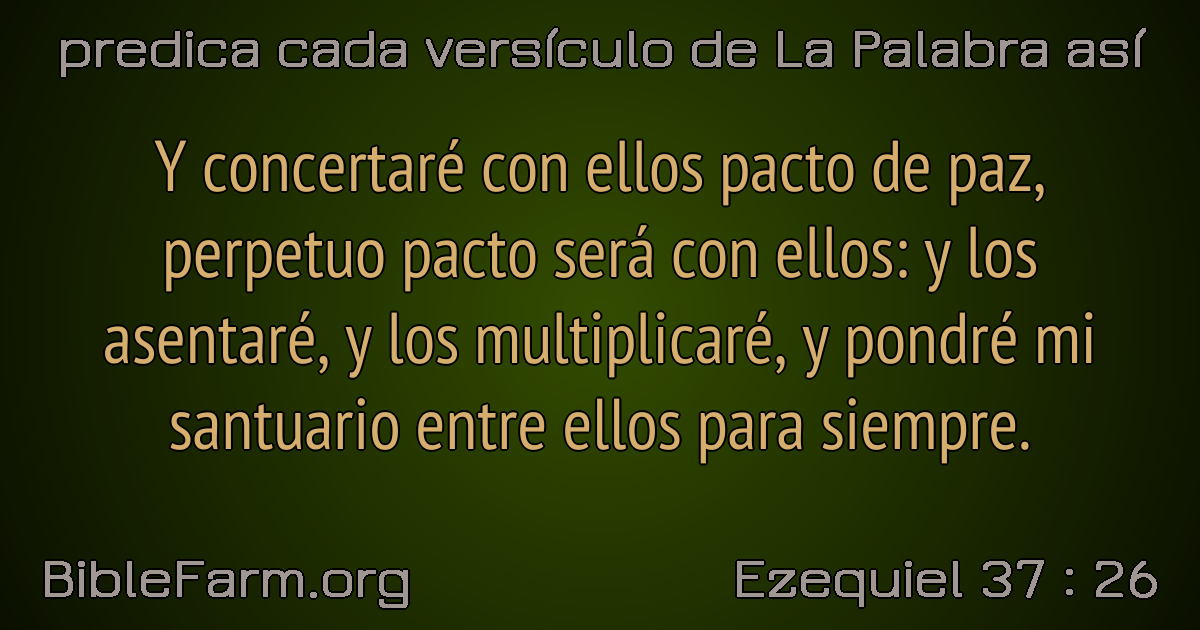 predica cada versículo de La Palabra así
Y concertaré con ellos pacto de paz,
perpetuo pacto será con ellos: y los
asentaré, y los multiplicaré, y pondré mi
santuario entre ellos para siempre.
BibleFarm.org
Ezequiel 37 : 26